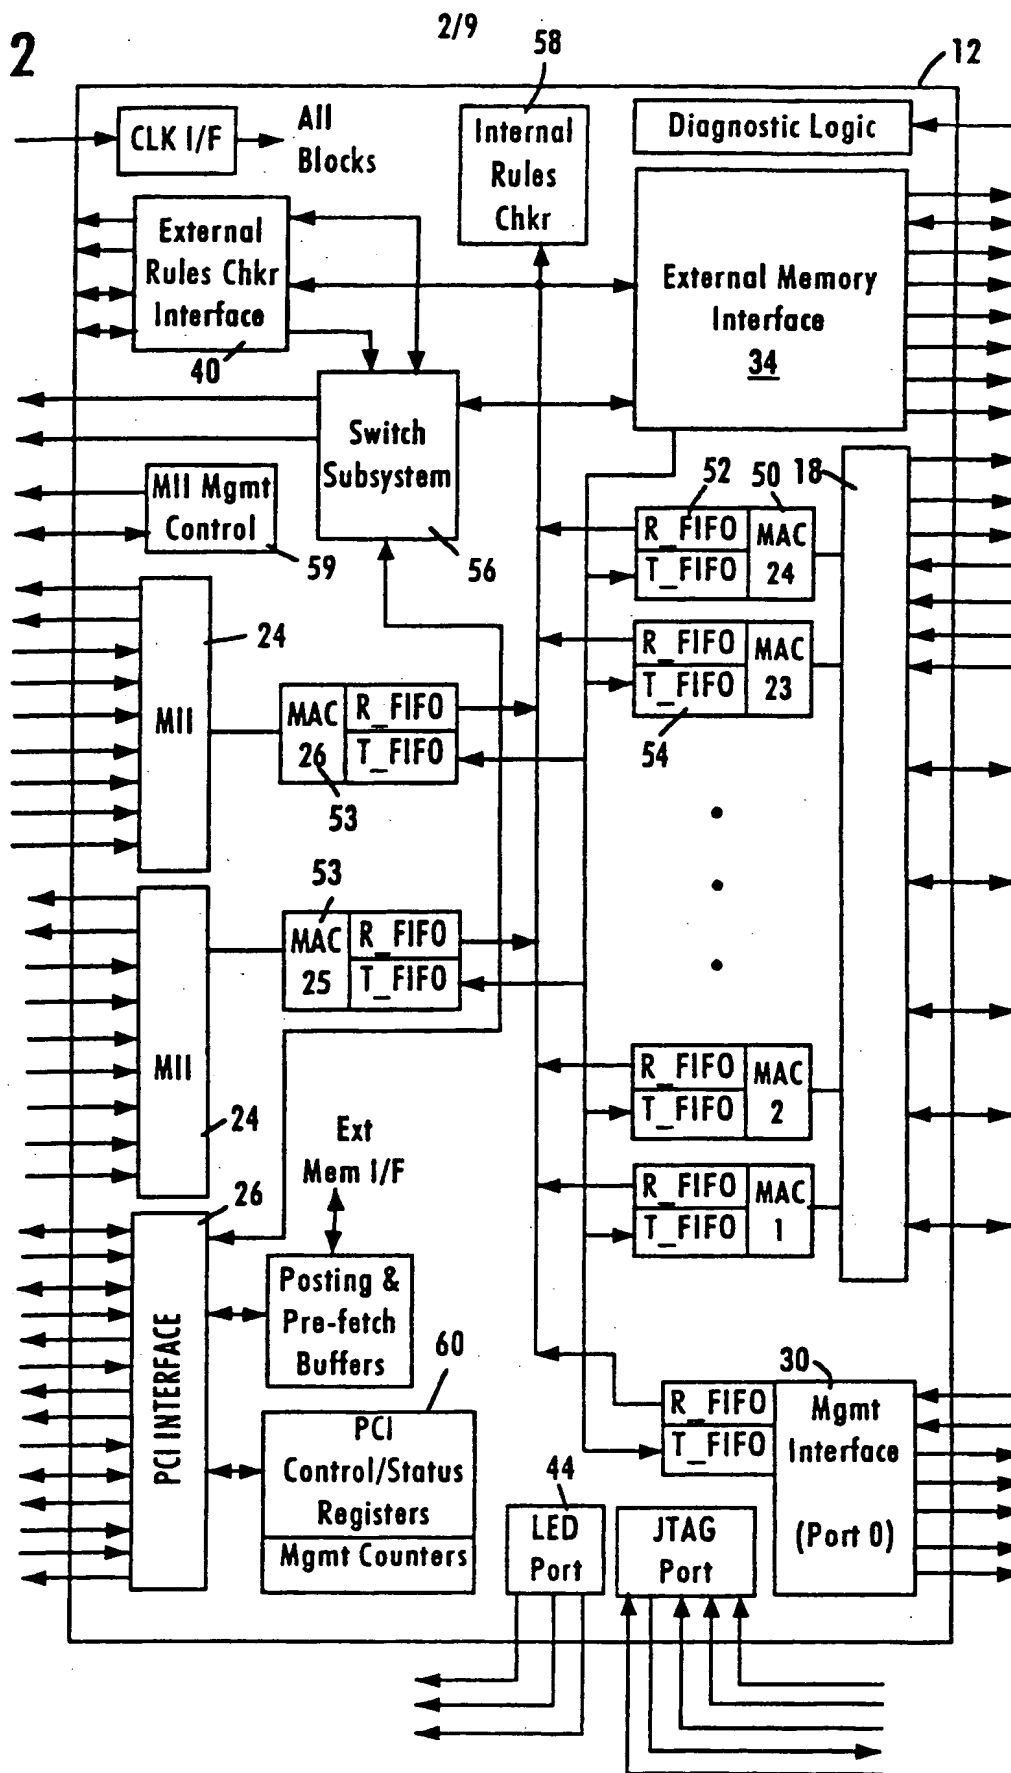 2/9
2
58
12
CLK I/F
All
Blocks
Internal
Rules
Chkr
Diagnostic Logic
External
Rules Chkr
Interface
40
External Memory
Interface
34
Switch
Subsystem
56
MII Mgmt
Control
59
52
50
18
R_FIFO
T_FIFO
MAC
24
R_FIFO
T_FIFO
MAC
23
54
24
MII
MAC
26
R_FIFO
T_FIFO
53
53
MAC
25
R_FIFO
T_FIFO
MII
24
R_FIFO
T_FIFO
MAC
2
R_FIFO
T_FIFO
MAC
1
Ext
Mem I/F
26
PCI INTERFACE
Posting &
Pre-fetch
Buffers
60
PCI
Control/Status
Registers
Mgmt Counters
30
R_FIFO
T_FIFO
Mgmt
Interface
(Port 0)
44
LED
Port
JTAG
Port